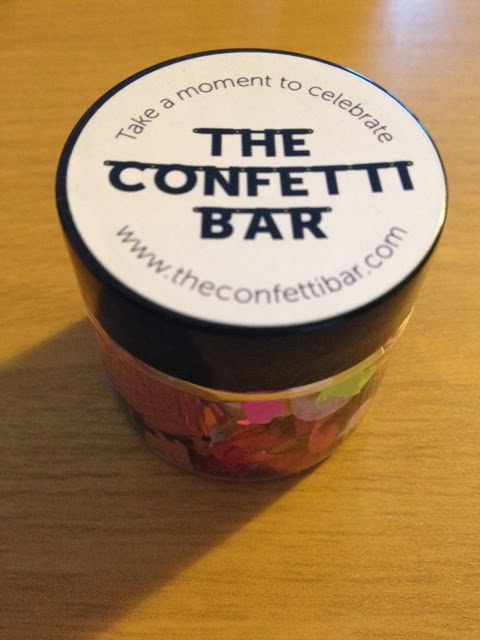 Take a moment to celebrate
THE
CONFETTI
BAR
www.theconfettibar.com